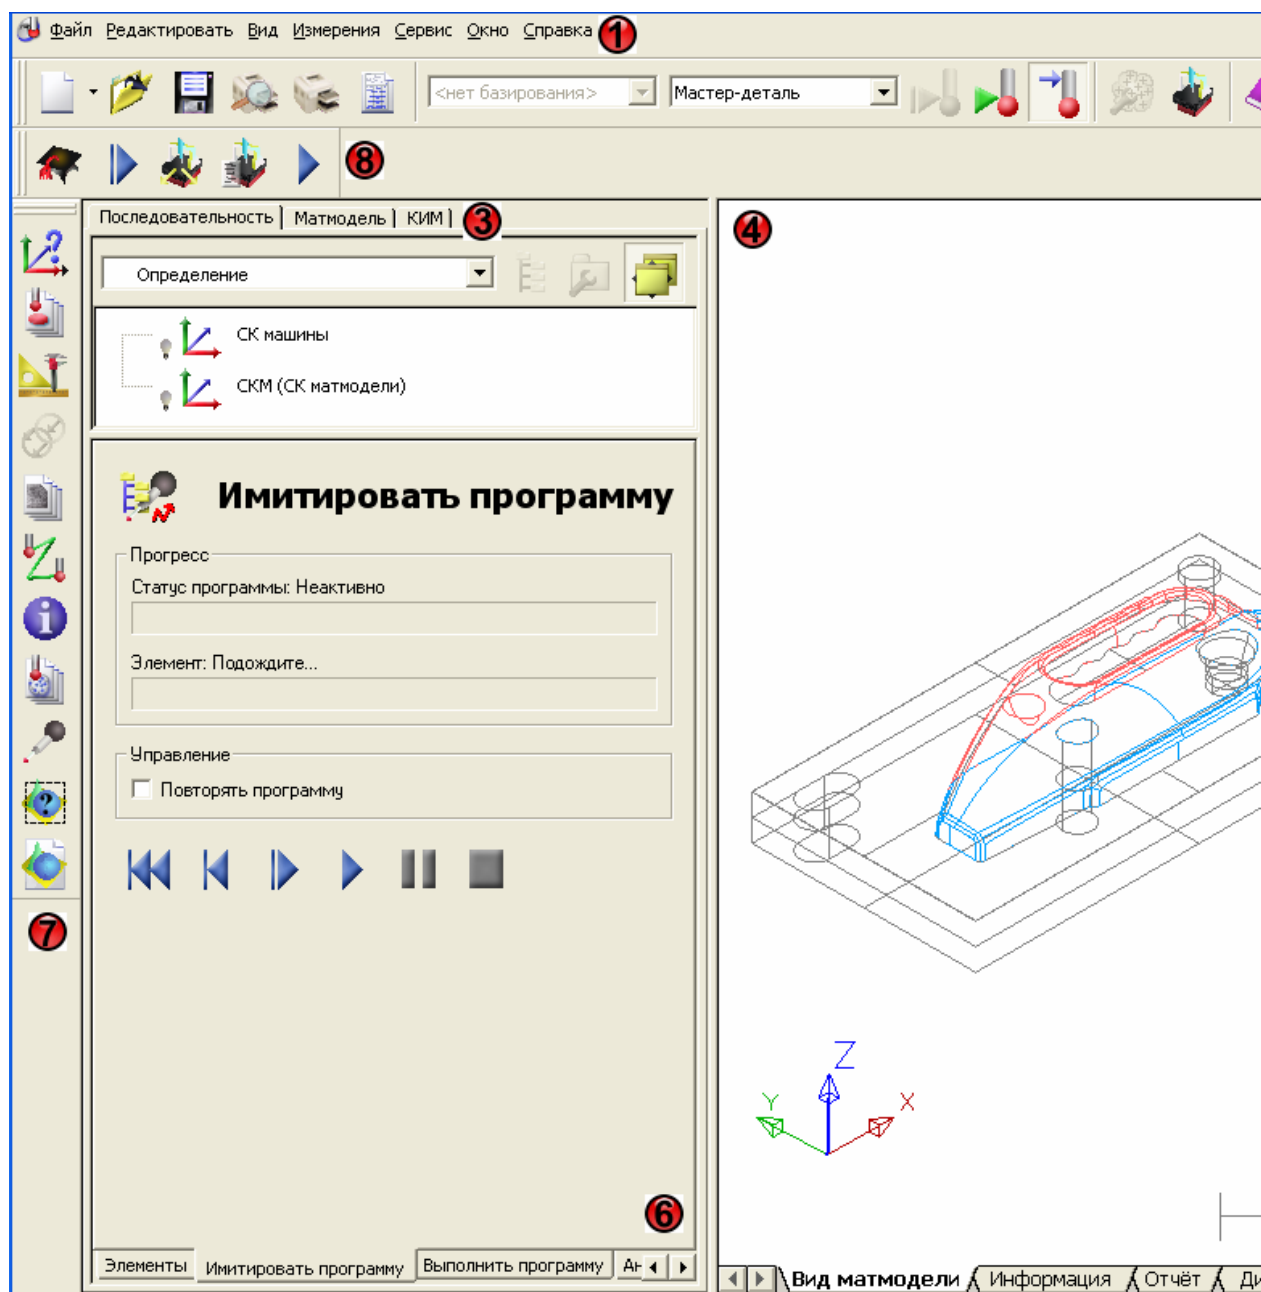 Файл Редактировать Вид Измерения Сервис Окно Справка 1
<нет базирования> Мастер-деталь
8
Последовательность Матмодель КИМ 3
4
Определение
СК машины
СКМ (СК матмодели)
Имитировать программу
Прогресс
Статус программы: Неактивно
Элемент: Подождите...
Управление
Повторять программу
7
Z
Y
X
6
Элементы Имитировать программу Выполнить программу Ан
Вид матмодели Информация Отчёт Ди